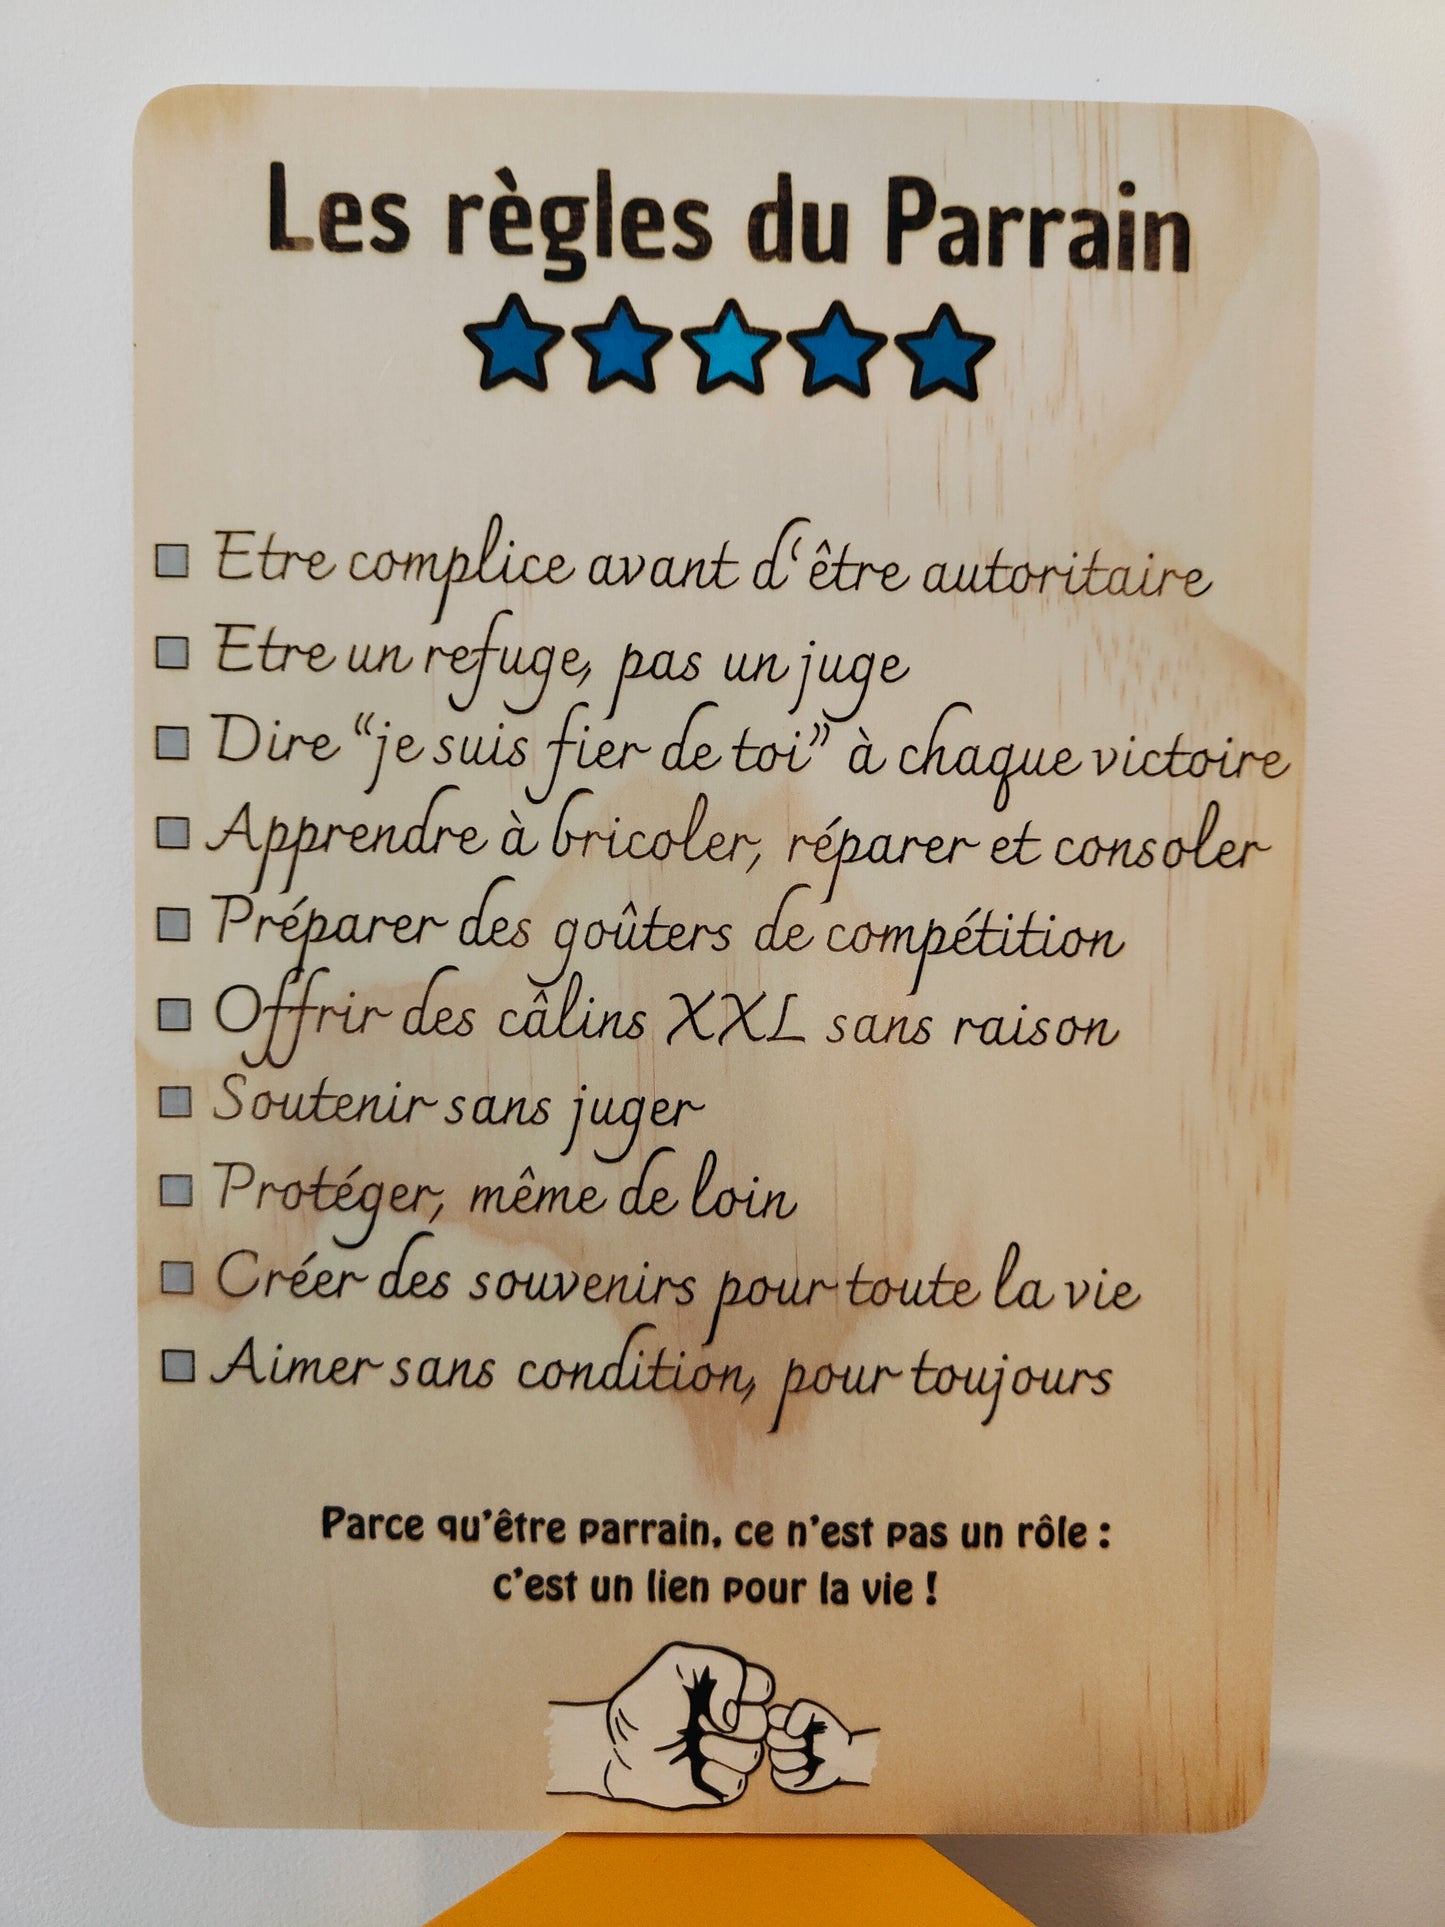 Les règles du Parrain
Etre complice avant d‘être autoritaire
Etre un refuge, pas un juge
Dire “je suis fier de toi” à chaque victoire
Apprendre à bricoler, réparer et consoler
Préparer des goûters de compétition
Offrir des câlins XXL sans raison
Soutenir sans juger
Protéger, même de loin
Créer des souvenirs pour toute la vie
Aimer sans condition, pour toujours
Parce qu’être parrain, ce n’est pas un rôle :
c’est un lien pour la vie !